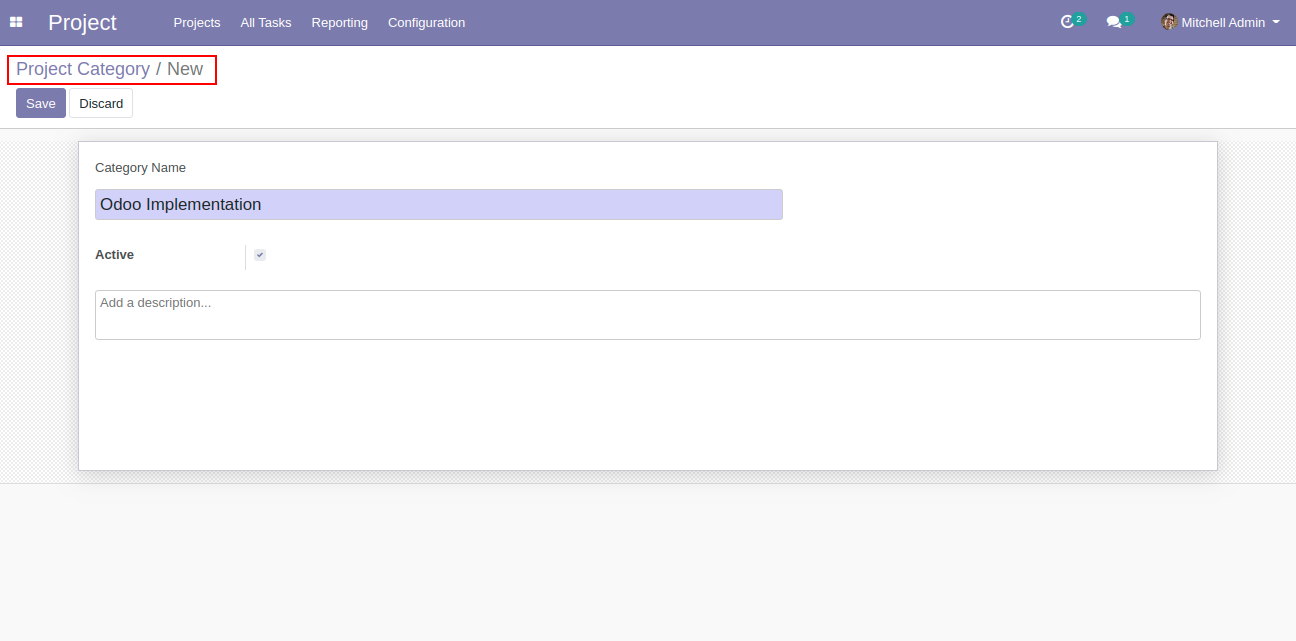 Project Projects All Tasks Reporting Configuration 2 1 Mitchell Admin
Project Category / New
Save Discard
Category Name
Odoo Implementation
Active
Add a description...